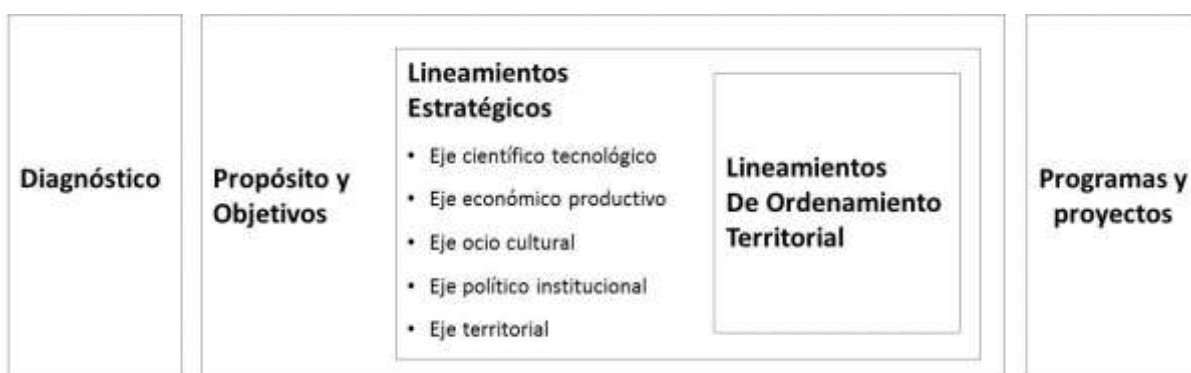 Diagnóstico
Propósito y
Objetivos
Lineamientos
Estratégicos
• Eje científico tecnológico
• Eje económico productivo
• Eje ocio cultural
• Eje político institucional
• Eje territorial
Lineamientos
De Ordenamiento
Territorial
Programas y
proyectos